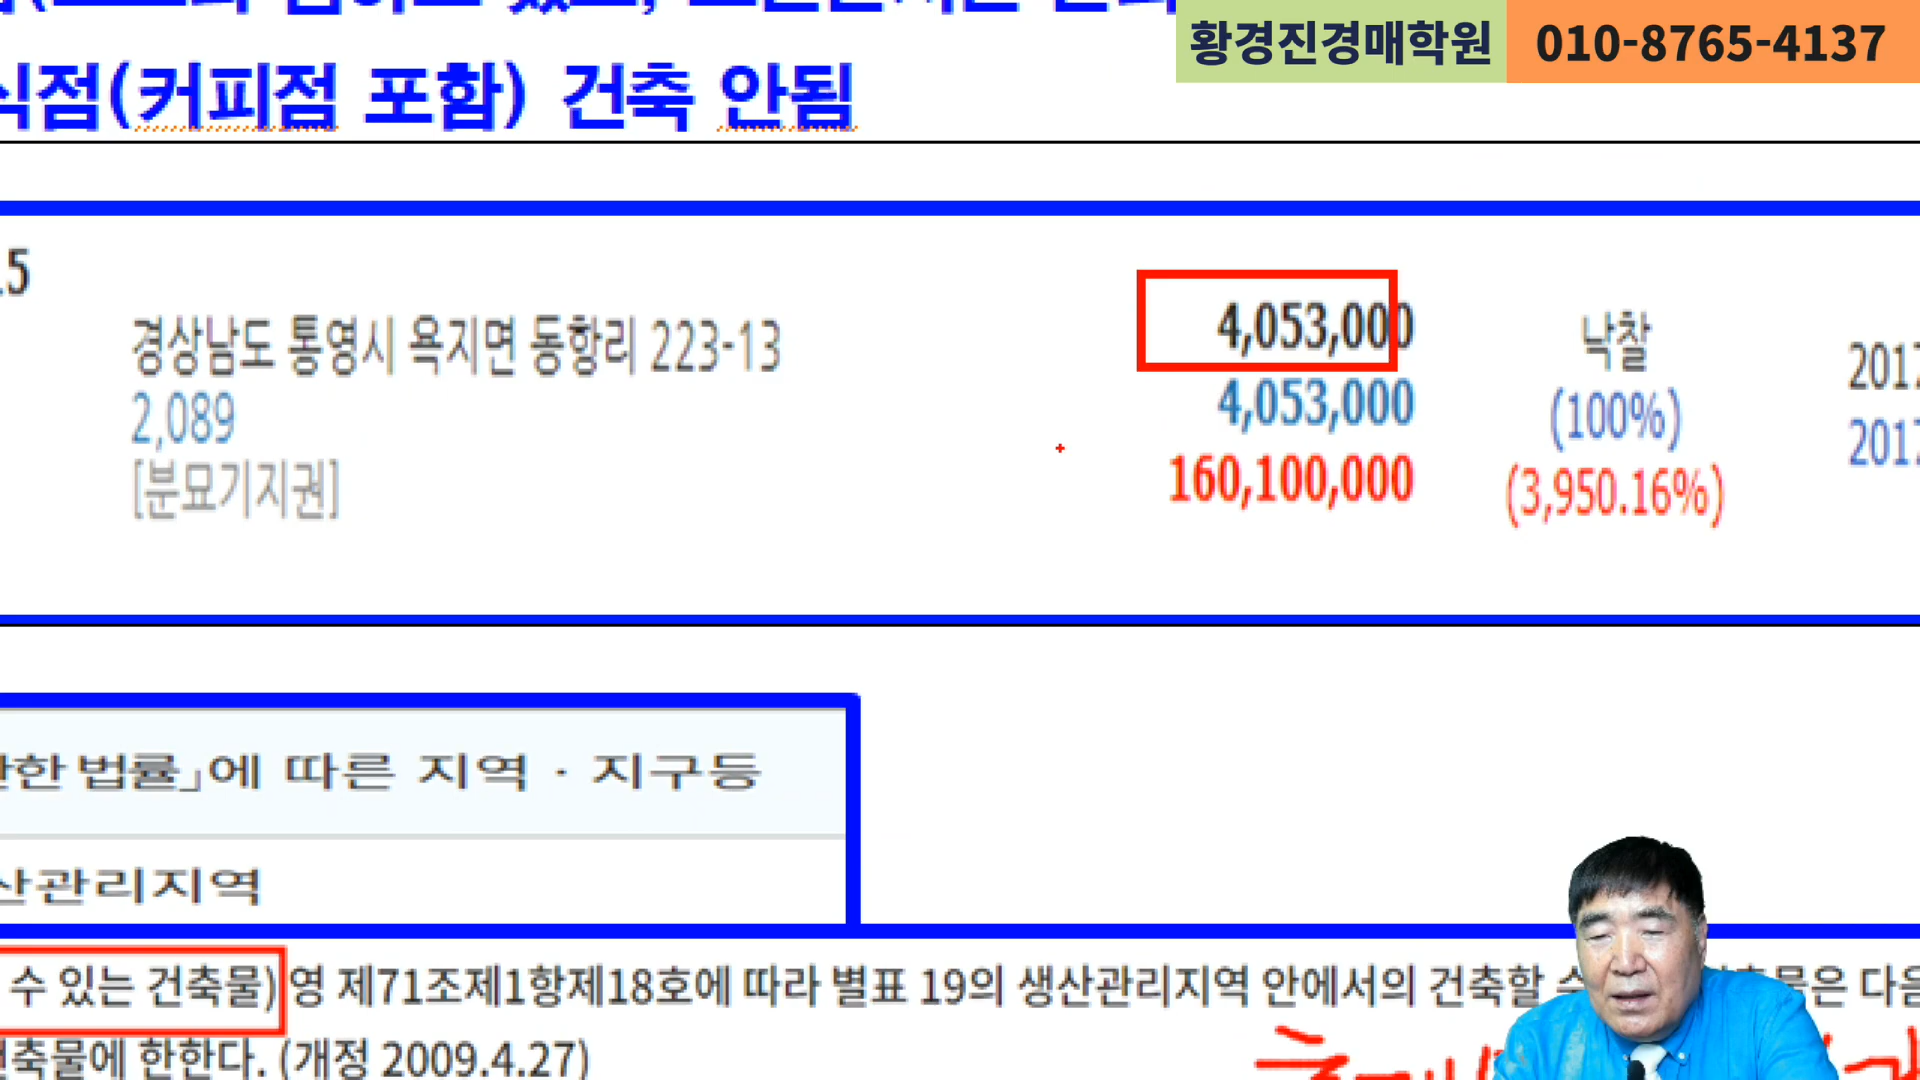 황경진경매학원 010-8765-4137
식점(커피점 포함) 건축 안됨
경상남도 통영시 욕지면 동항리 223-13
2,089
[분묘기지권]
4,053,000
4,053,000
160,100,000
낙찰
(100%)
(3,950.16%)
법률」에 따른 지역 · 지구등
산관리지역
수 있는 건축물) 영 제71조제1항제18호에 따라 별표 19의 생산관리지역 안에서의 건축할
건축물에 한한다. (개정 2009.4.27)